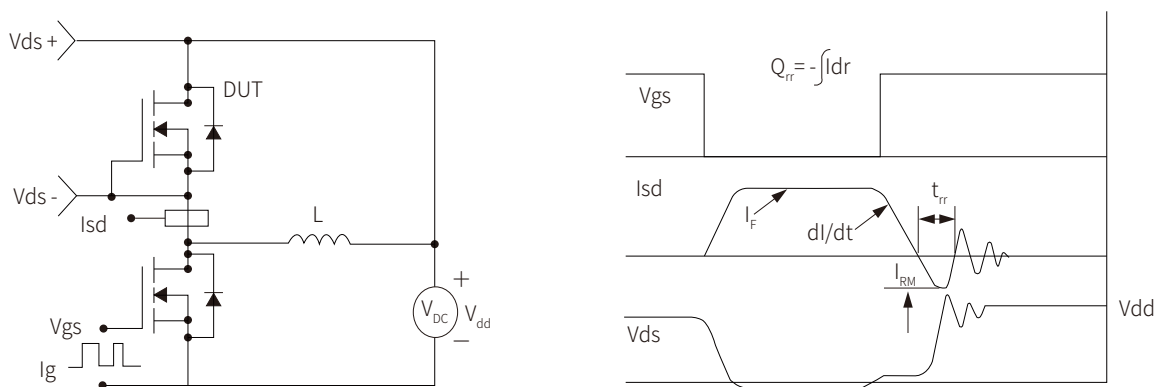 Vds +
DUT
Vds -
Isd
L
Vgs
Ig
+
V_DC
V_dd
−
Q_rr= -∫Idr
Vgs
Isd
I_F
dI/dt
t_rr
I_RM
Vds
Vdd